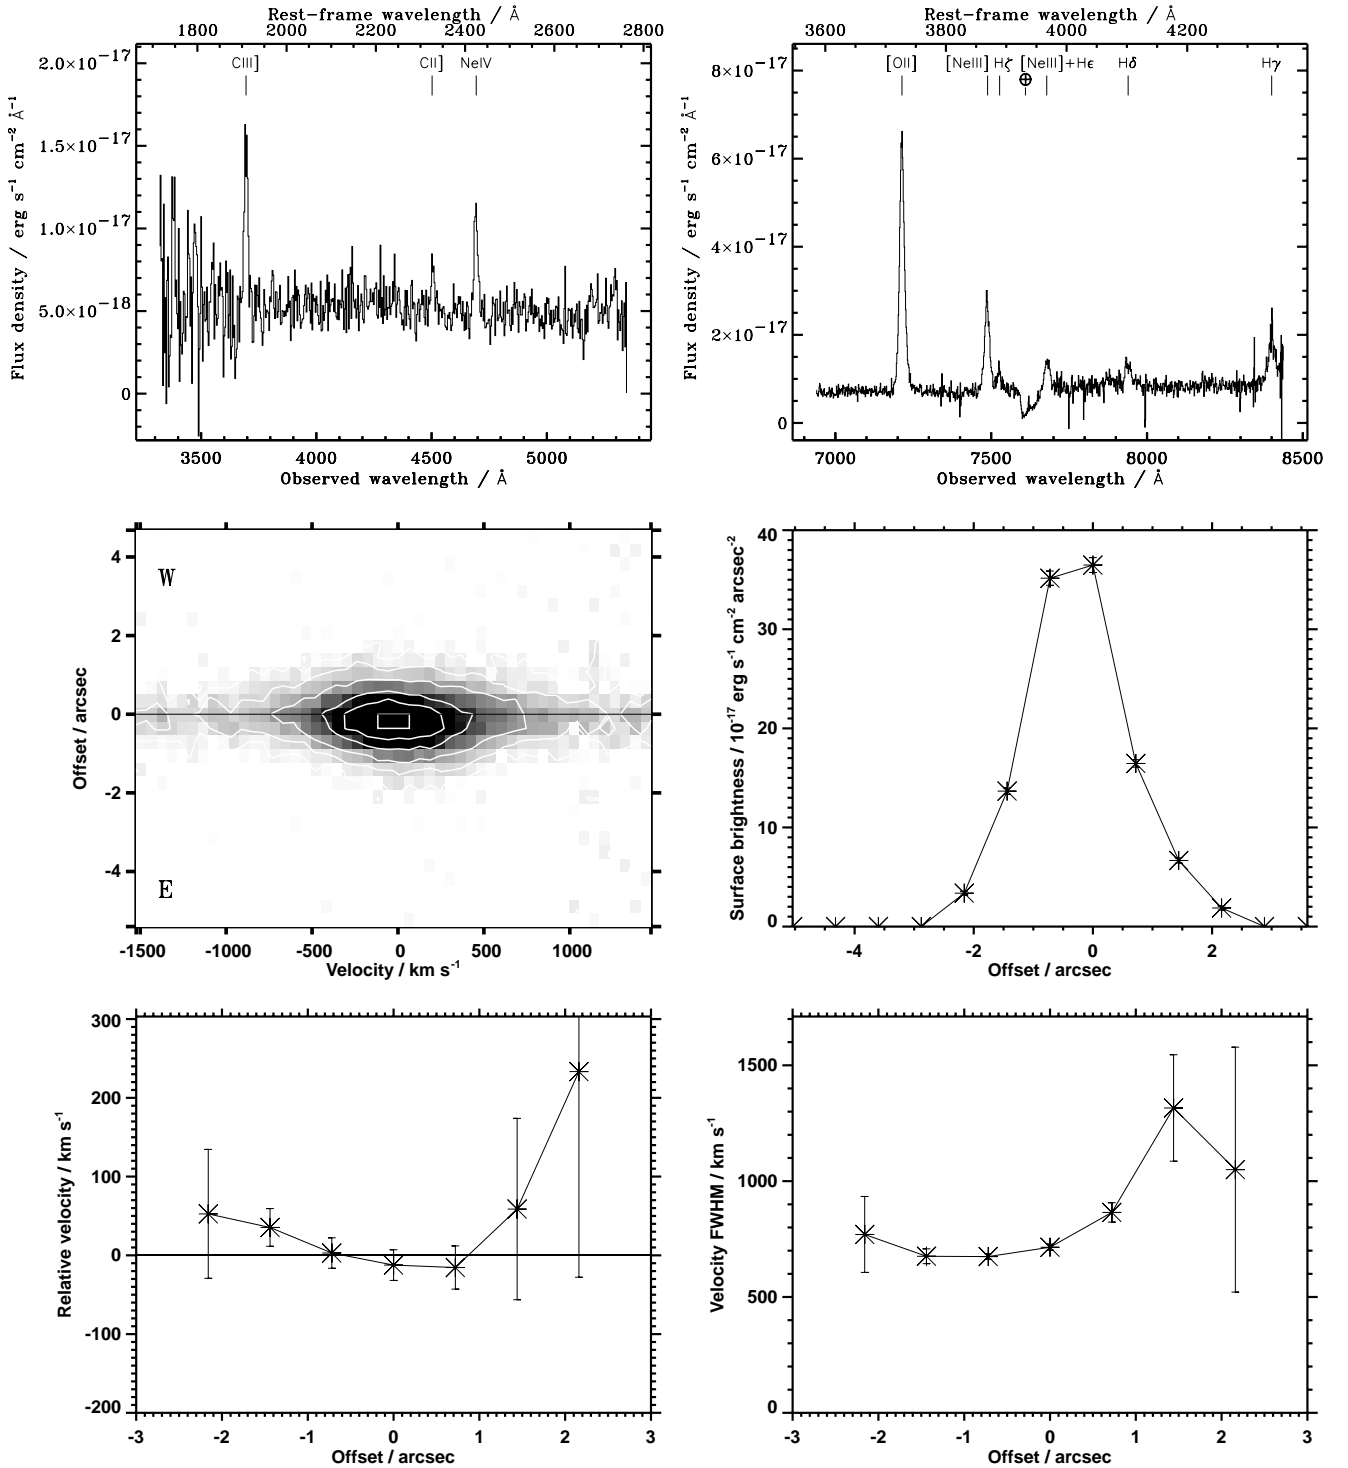 Rest-frame wavelength / Å
1800 2000 2200 2400 2600 2800
CIII] CII] NeIV
2.0×10⁻¹⁷
1.5×10⁻¹⁷
1.0×10⁻¹⁷
5.0×10⁻¹⁸
0
Flux density / erg s⁻¹ cm⁻² Å⁻¹
3500 4000 4500 5000
Observed wavelength / Å
Rest-frame wavelength / Å
3600 3800 4000 4200
[OII] [NeIII] Hζ [NeIII]+Hϵ Hδ Hγ
⊕
8×10⁻¹⁷
6×10⁻¹⁷
4×10⁻¹⁷
2×10⁻¹⁷
0
Flux density / erg s⁻¹ cm⁻² Å⁻¹
7000 7500 8000 8500
Observed wavelength / Å
W
E
4
2
0
-2
-4
Offset / arcsec
-1500 -1000 -500 0 500 1000
Velocity / km s⁻¹
40
30
20
10
0
Surface brightness / 10⁻¹⁷ erg s⁻¹ cm⁻² arcsec⁻²
-4 -2 0 2
Offset / arcsec
300
200
100
0
-100
-200
Relative velocity / km s⁻¹
-3 -2 -1 0 1 2 3
Offset / arcsec
1500
1000
500
0
Velocity FWHM / km s⁻¹
-3 -2 -1 0 1 2 3
Offset / arcsec